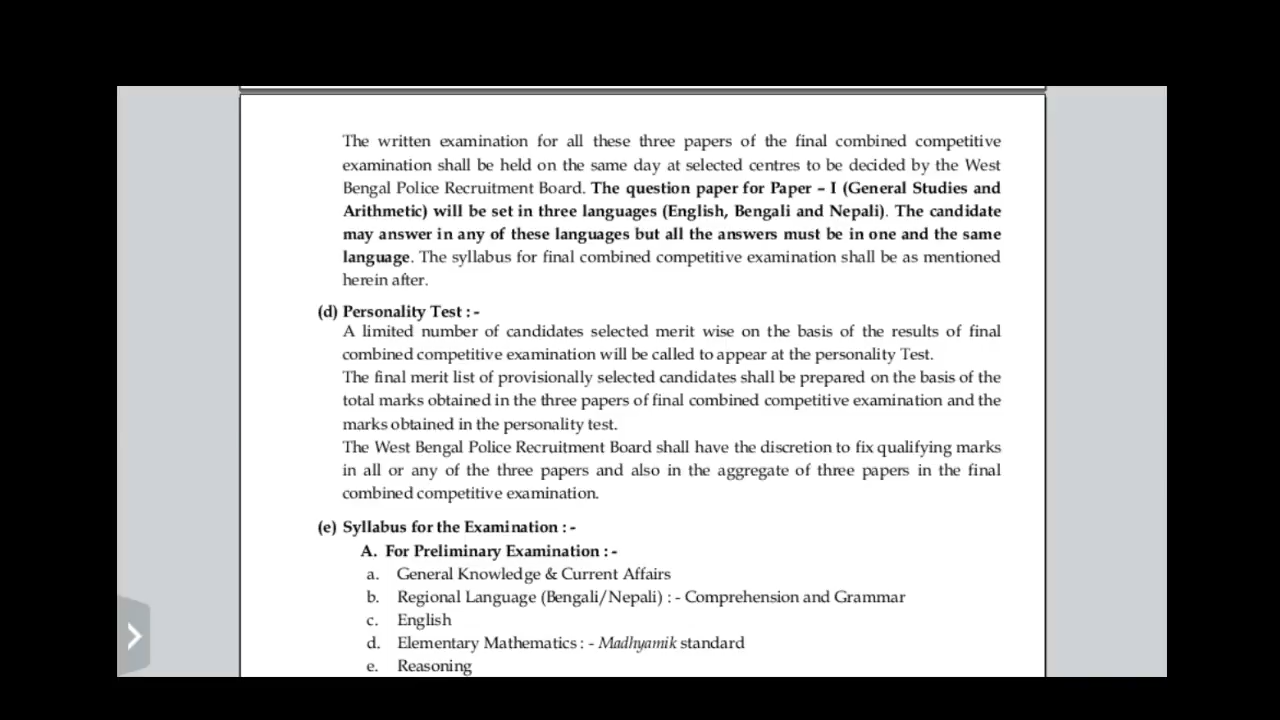 The written examination for all these three papers of the final combined competitive
examination shall be held on the same day at selected centres to be decided by the West
Bengal Police Recruitment Board. The question paper for Paper – I (General Studies and
Arithmetic) will be set in three languages (English, Bengali and Nepali). The candidate
may answer in any of these languages but all the answers must be in one and the same
language. The syllabus for final combined competitive examination shall be as mentioned
herein after.
(d) Personality Test : -
A limited number of candidates selected merit wise on the basis of the results of final
combined competitive examination will be called to appear at the personality Test.
The final merit list of provisionally selected candidates shall be prepared on the basis of the
total marks obtained in the three papers of final combined competitive examination and the
marks obtained in the personality test.
The West Bengal Police Recruitment Board shall have the discretion to fix qualifying marks
in all or any of the three papers and also in the aggregate of three papers in the final
combined competitive examination.
(e) Syllabus for the Examination : -
A. For Preliminary Examination : -
a. General Knowledge & Current Affairs
b. Regional Language (Bengali/Nepali) : - Comprehension and Grammar
c. English
d. Elementary Mathematics : - Madhyamik standard
e. Reasoning